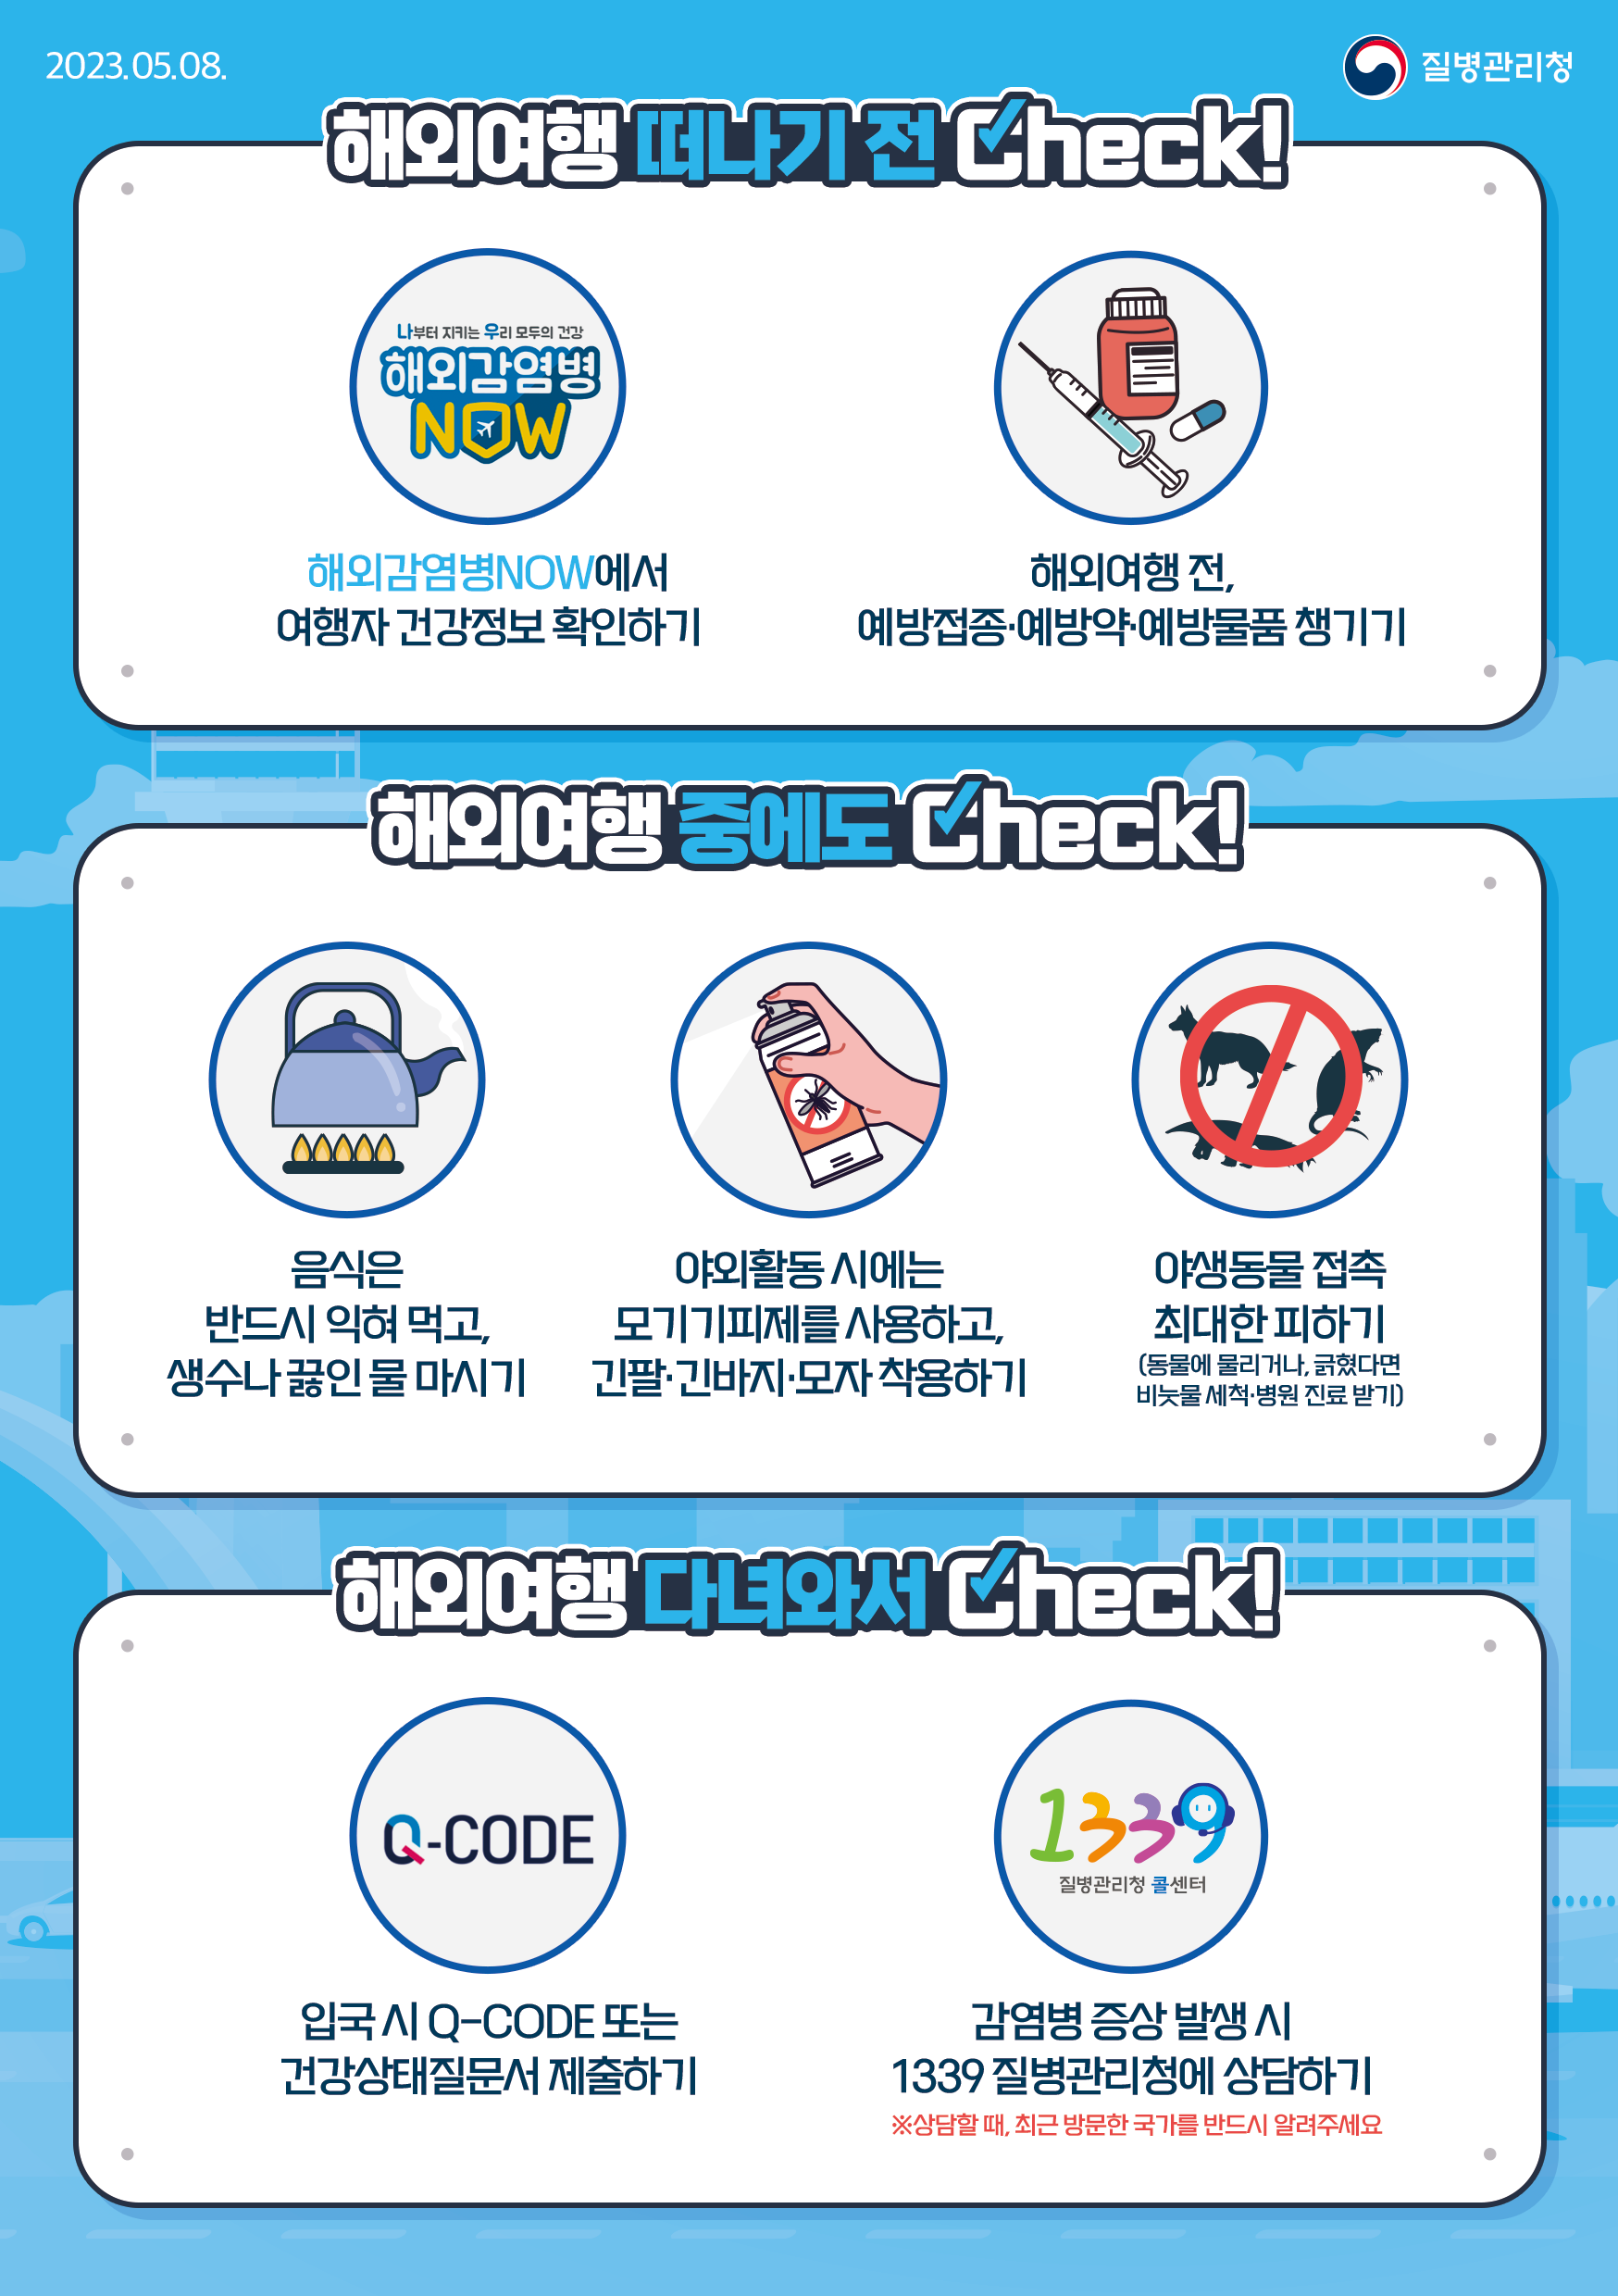 2023.05.08.
질병관리청
해외여행 떠나기 전 Check!
나부터 지키는 우리 모두의 건강
해외감염병
NOW
해외감염병NOW에서
여행자 건강정보 확인하기
해외여행 전,
예방접종·예방약·예방물품 챙기기
해외여행 중에도 Check!
음식은
반드시 익혀 먹고,
생수나 끓인 물 마시기
야외활동 시에는
모기기피제를 사용하고,
긴팔·긴바지·모자 착용하기
야생동물 접촉
최대한 피하기
(동물에 물리거나, 긁혔다면
비눗물 세척·병원 진료 받기)
해외여행 다녀와서 Check!
Q-CODE
입국 시 Q-CODE 또는
건강상태질문서 제출하기
1339
질병관리청 콜센터
감염병 증상 발생 시
1339 질병관리청에 상담하기
※상담할 때, 최근 방문한 국가를 반드시 알려주세요